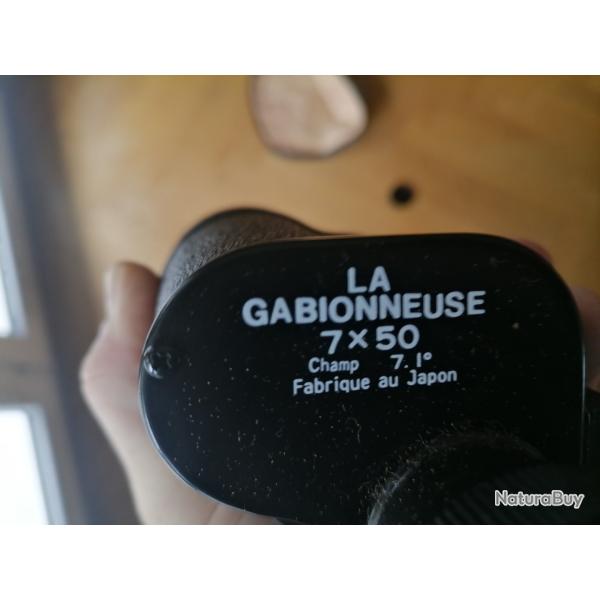 LA
GABIONNEUSE
7×50
Champ 7.1°
Fabrique au Japon
NaturaBuy